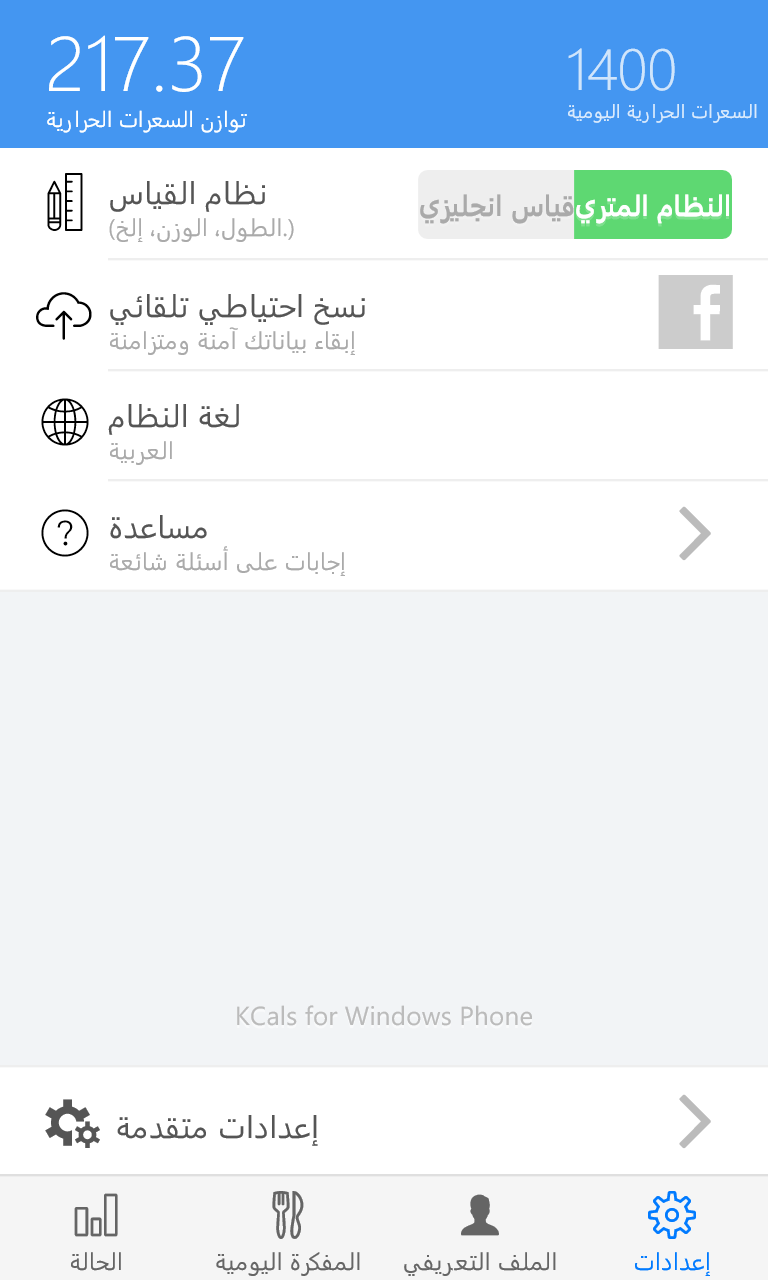 217.37
توازن السعرات الحرارية
1400
السعرات الحرارية اليومية
نظام القياس
(الطول، الوزن، إلخ.)
النظام المتري
قياس انجليزي
نسخ احتياطي تلقائي
إبقاء بياناتك آمنة ومتزامنة
لغة النظام
العربية
مساعدة
إجابات على أسئلة شائعة
KCals for Windows Phone
إعدادات متقدمة
الحالة
المفكرة اليومية
الملف التعريفي
إعدادات